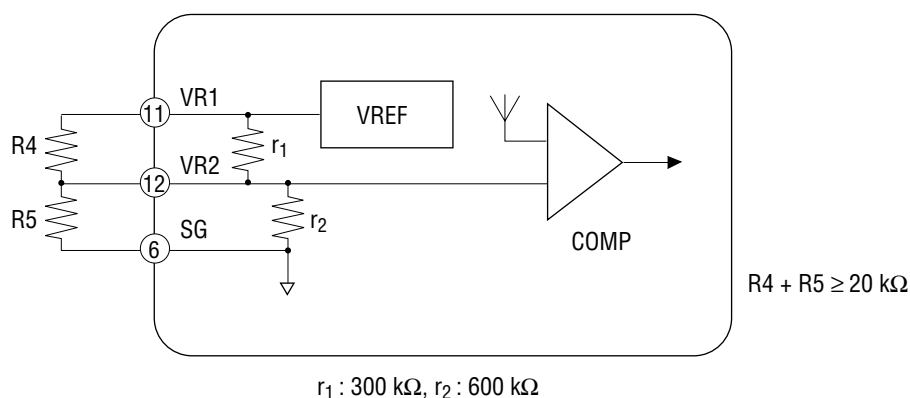 11
VR1
VREF
R4
r₁
12
VR2
R5
r₂
6
SG
COMP
R4 + R5 ≥ 20 kΩ
r₁ : 300 kΩ, r₂ : 600 kΩ